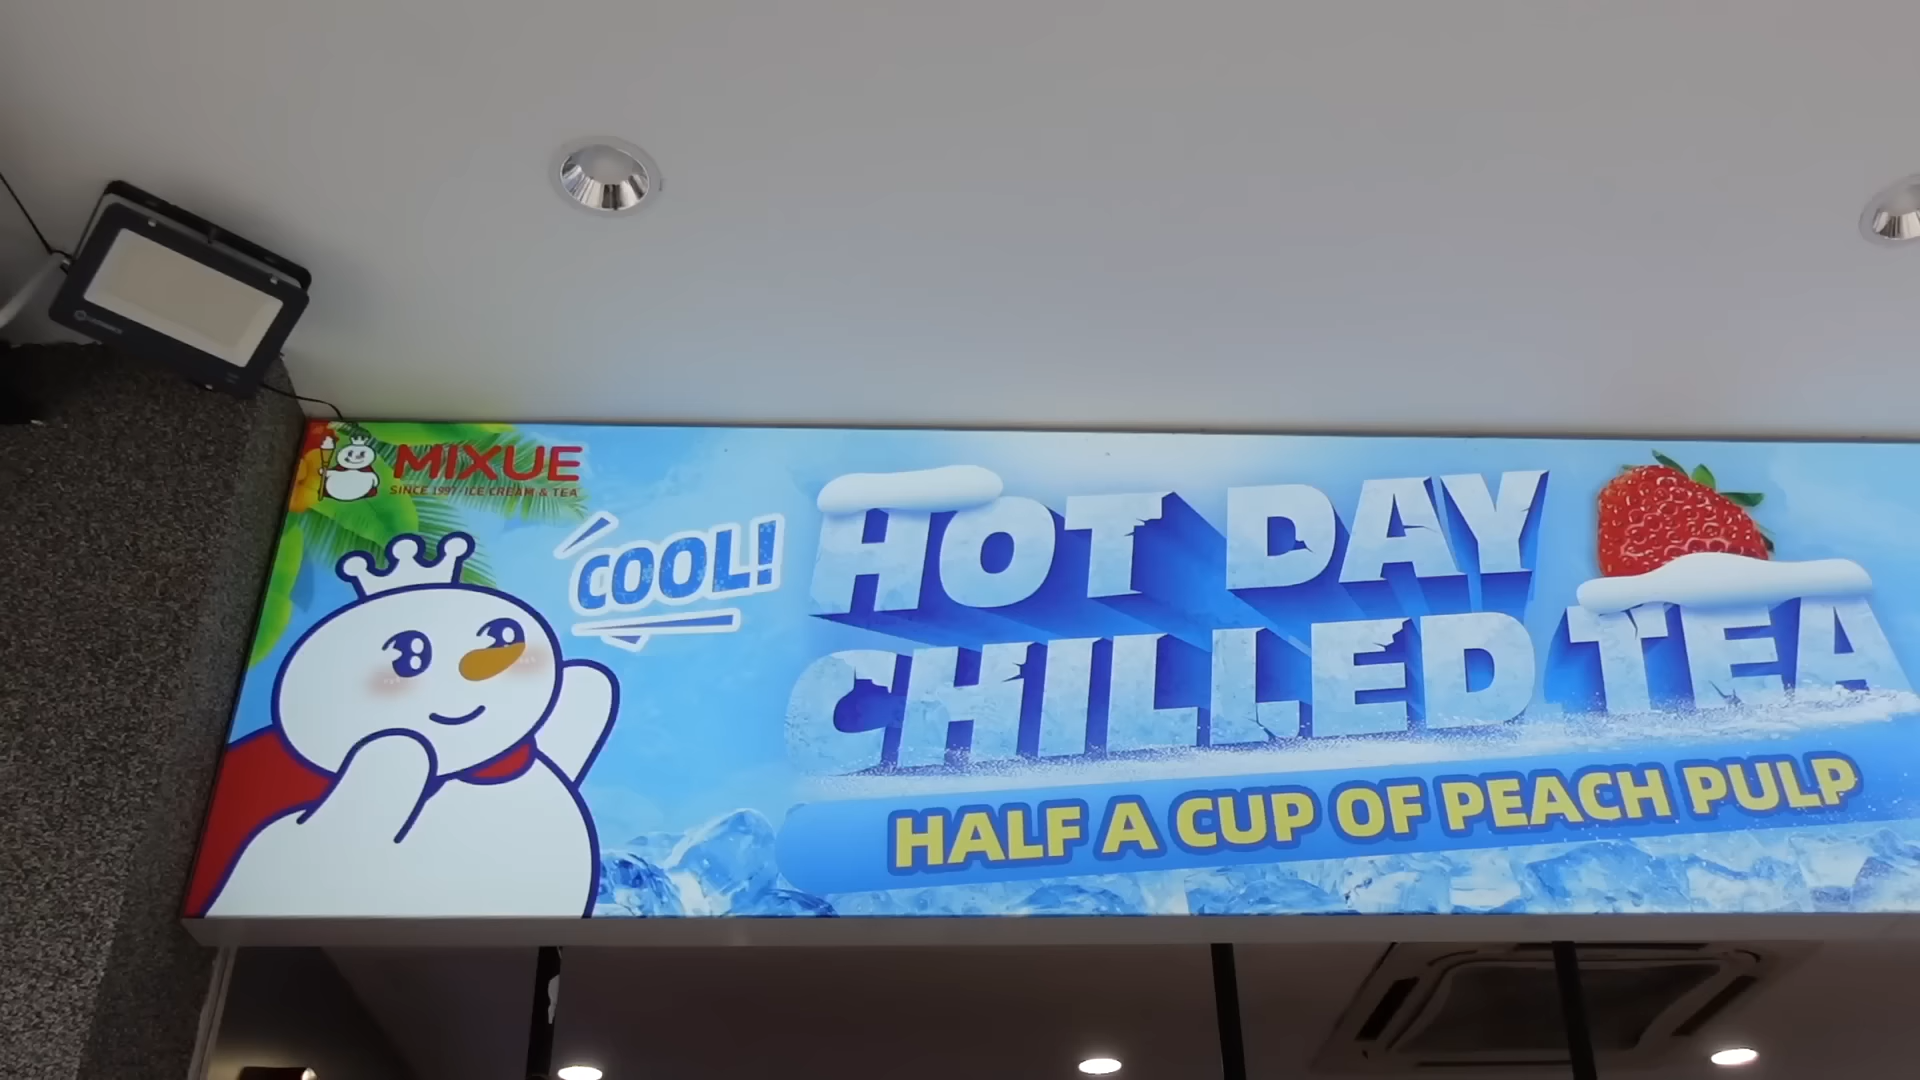 MIXUE
SINCE 1997 ICE CREAM & TEA
COOL!
HOT DAY
CHILLED TEA
HALF A CUP OF PEACH PULP